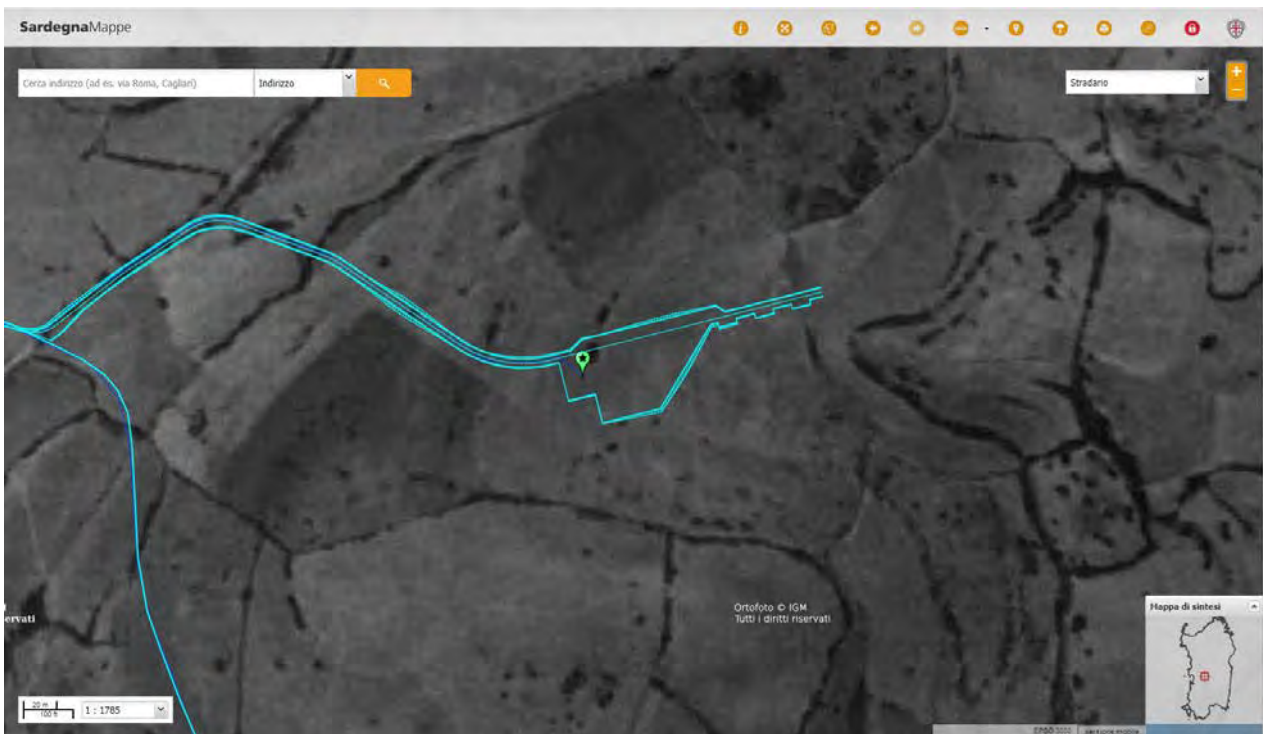 SardegnaMappe
Cerca indirizzo (ad es. via Roma, Cagliari)
Indirizzo
Stradario
+
−
ervati
Ortofoto © IGM
Tutti i diritti riservati
Mappa di sintesi
20 m
100 ft
1 : 1785